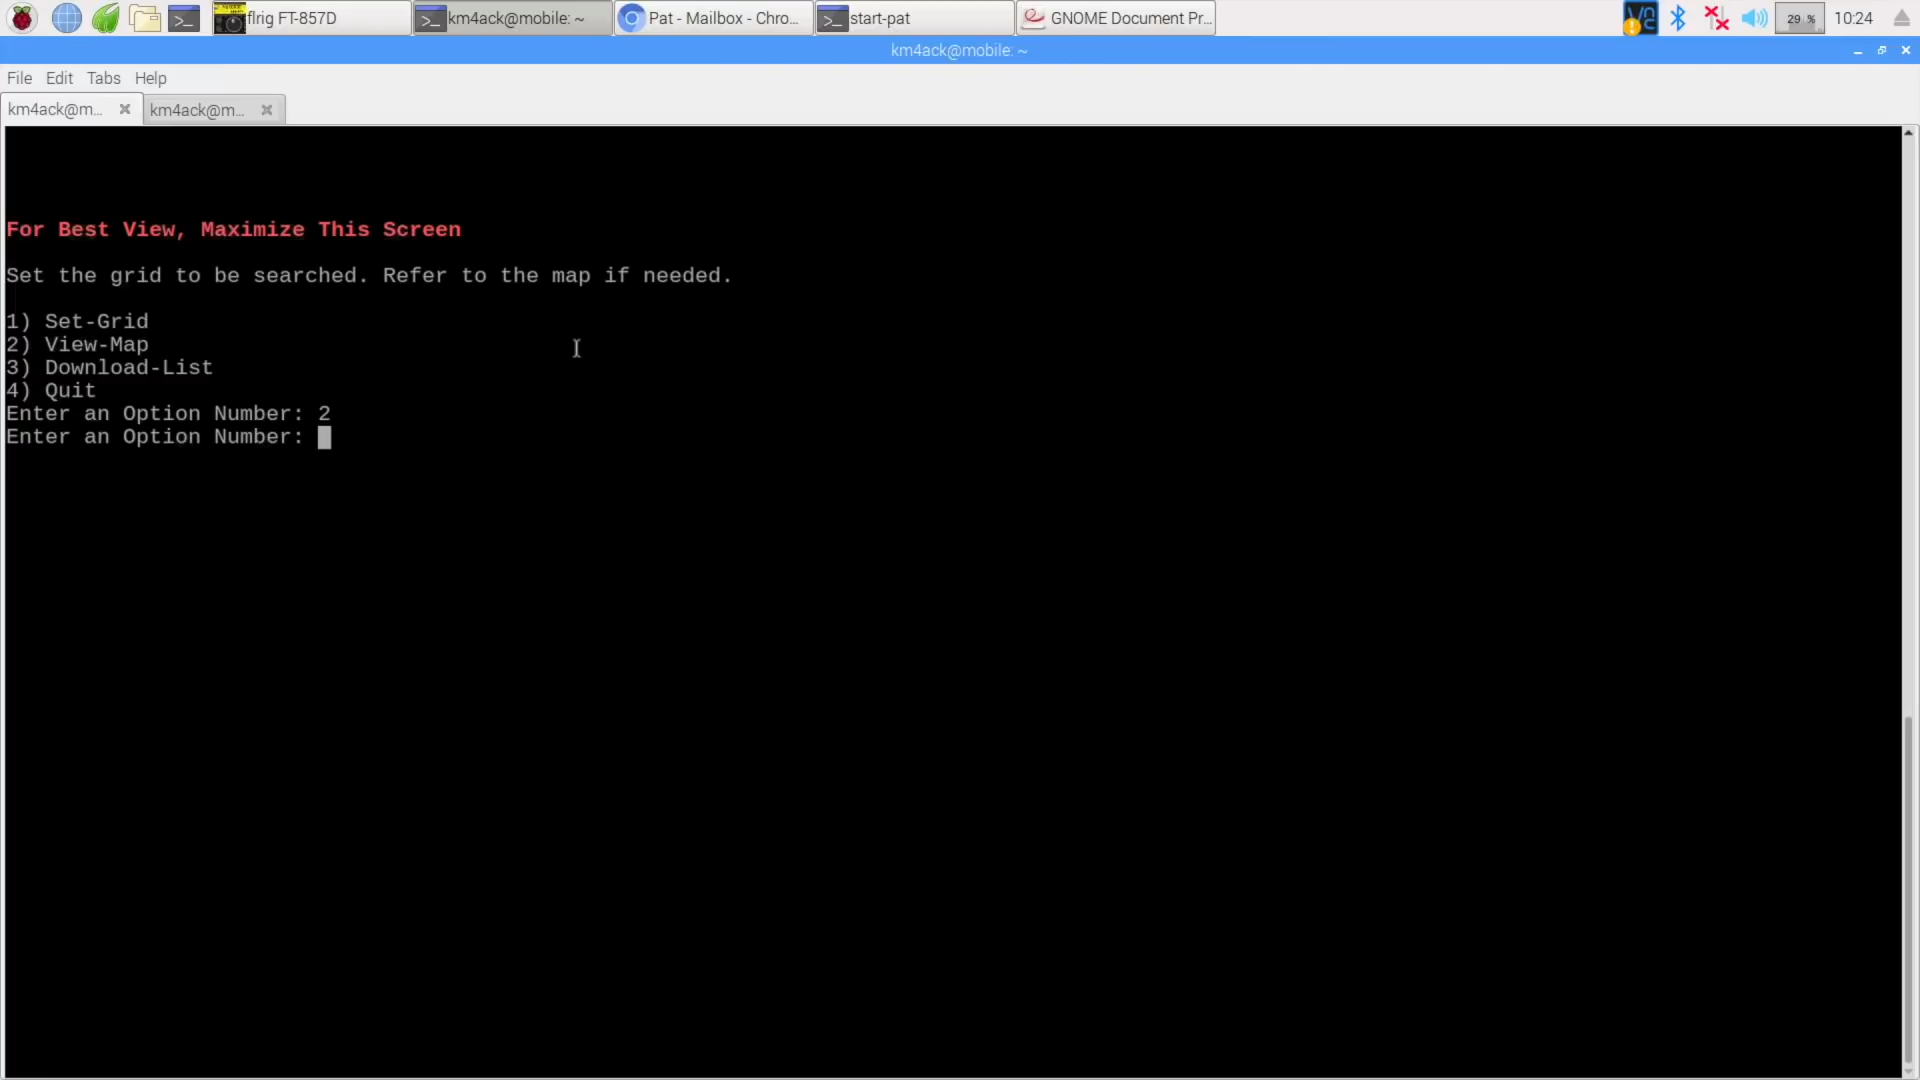 flrig FT-857D
km4ack@mobile: ~
Pat - Mailbox - Chro...
start-pat
GNOME Document Pr...
29 %
10:24
km4ack@mobile: ~
File Edit Tabs Help
km4ack@m...
km4ack@m...
For Best View, Maximize This Screen
Set the grid to be searched. Refer to the map if needed.
1) Set-Grid
2) View-Map
3) Download-List
4) Quit
Enter an Option Number: 2
Enter an Option Number: